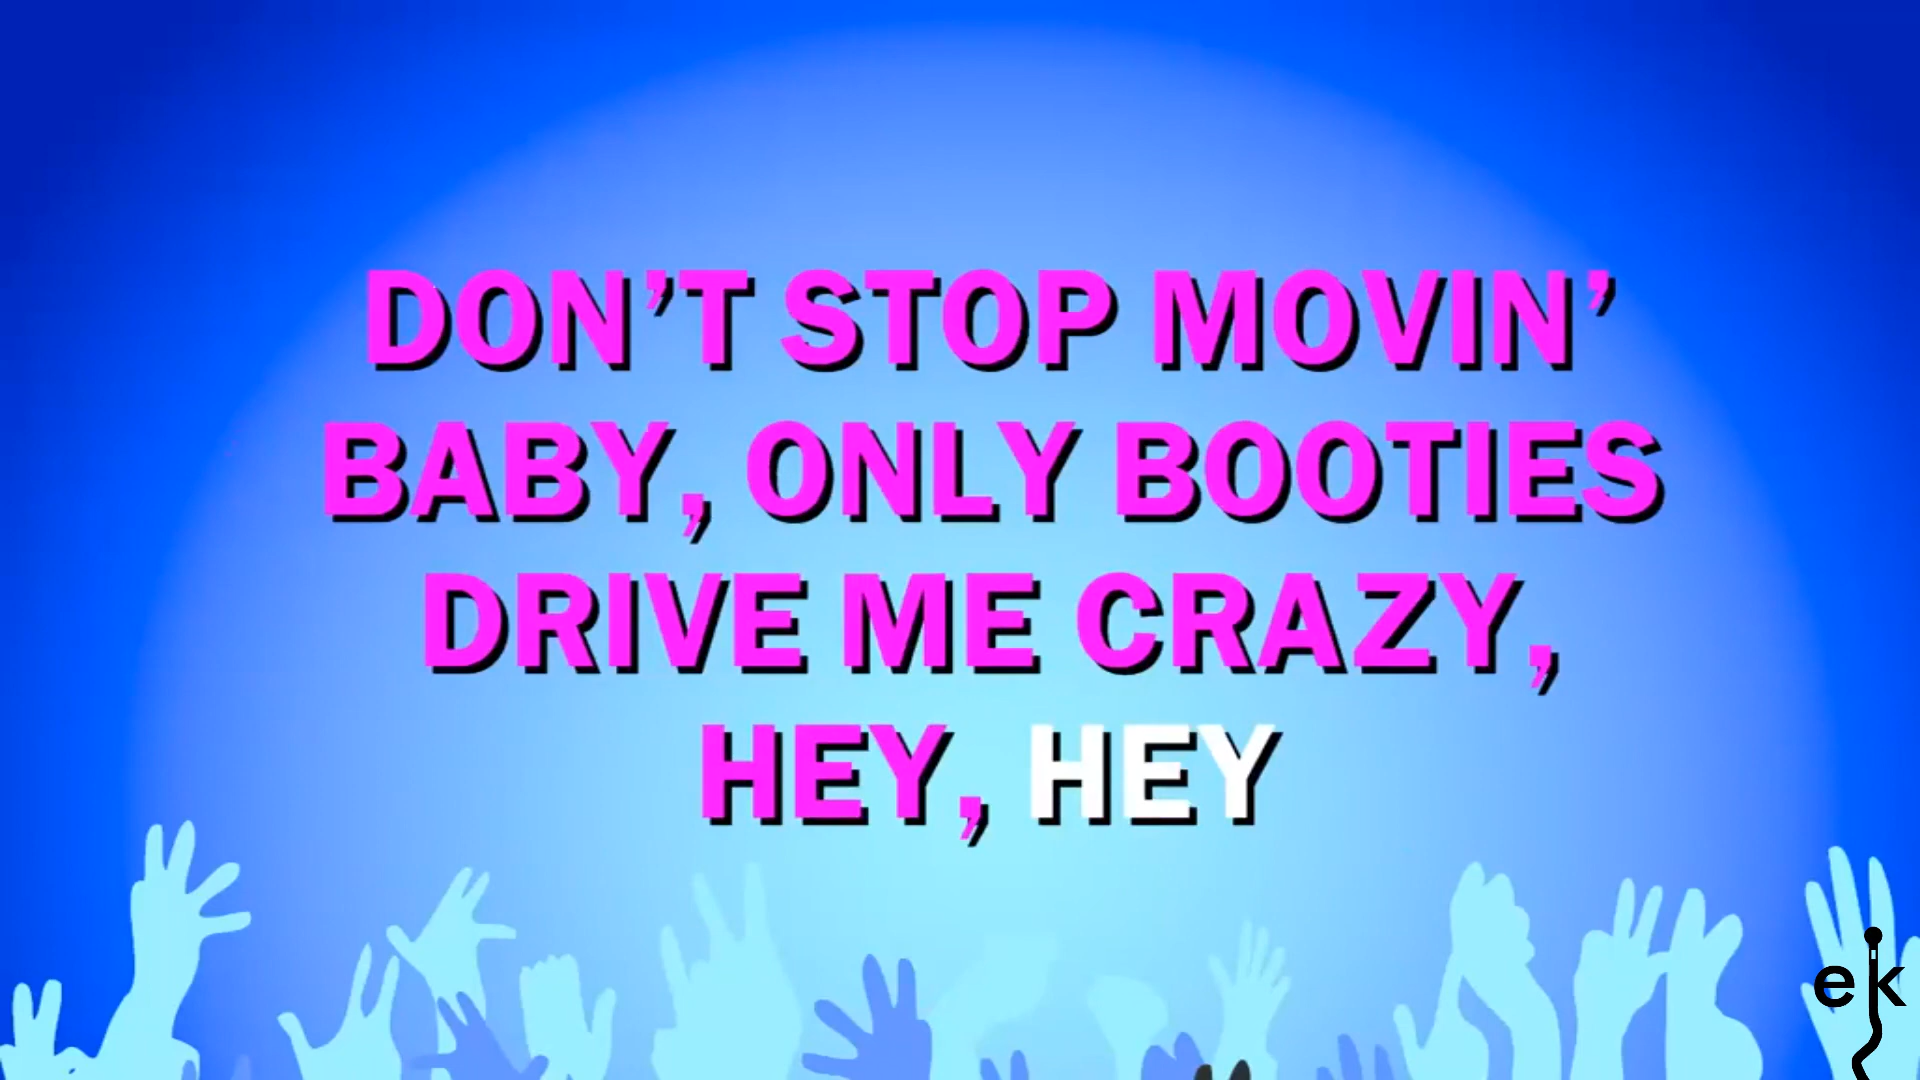 DON’T STOP MOVIN’
BABY, ONLY BOOTIES
DRIVE ME CRAZY,
HEY, HEY
ek